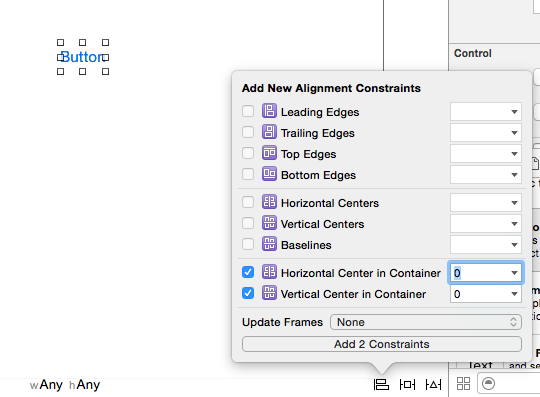 Button
Control
Add New Alignment Constraints
Leading Edges
Trailing Edges
Top Edges
Bottom Edges
Horizontal Centers
Vertical Centers
Baselines
Horizontal Center in Container 0
Vertical Center in Container 0
Update Frames None
Add 2 Constraints
Text and se
wAny hAny